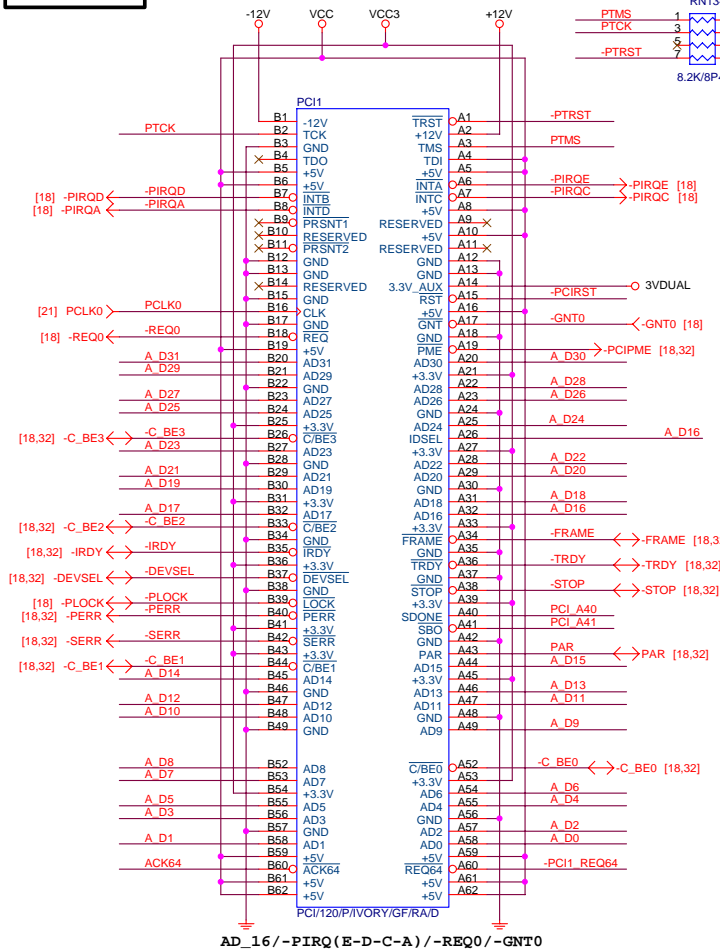 RN13
-12V VCC VCC3 +12V
PTMS 1
PTCK 3
5
-PTRST 7
8.2K/8P4
PCI1
B1 -12V TRST A1 -PTRST
PTCK B2 TCK +12V A2
B3 GND TMS A3 PTMS
B4 TDO TDI A4
B5 +5V +5V A5
B6 +5V INTA A6 -PIRQE -PIRQE [18]
[18] -PIRQD -PIRQD B7 INTB INTC A7 -PIRQC -PIRQC [18]
[18] -PIRQA -PIRQA B8 INTD +5V A8
B9 PRSNT1 RESERVED A9
B10 RESERVED +5V A10
B11 PRSNT2 RESERVED A11
B12 GND GND A12
B13 GND GND A13
B14 RESERVED 3.3V_AUX A14 3VDUAL
B15 GND RST A15 -PCIRST
[21] PCLK0 PCLK0 B16 CLK +5V A16
B17 GND GNT A17 -GNT0 -GNT0 [18]
[18] -REQ0 -REQ0 B18 REQ GND A18
B19 +5V PME A19 -PCIPME [18,32]
A_D31 B20 AD31 AD30 A20 A_D30
A_D29 B21 AD29 +3.3V A21
B22 GND AD28 A22 A_D28
A_D27 B23 AD27 AD26 A23 A_D26
A_D25 B24 AD25 GND A24
B25 +3.3V AD24 A25 A_D24
[18,32] -C_BE3 -C_BE3 B26 C/BE3 IDSEL A26 A_D16
A_D23 B27 AD23 +3.3V A27
B28 GND AD22 A28 A_D22
A_D21 B29 AD21 AD20 A29 A_D20
A_D19 B30 AD19 GND A30
B31 +3.3V AD18 A31 A_D18
A_D17 B32 AD17 AD16 A32 A_D16
[18,32] -C_BE2 -C_BE2 B33 C/BE2 +3.3V A33
B34 GND FRAME A34 -FRAME -FRAME [18,3
[18,32] -IRDY -IRDY B35 IRDY GND A35
B36 +3.3V TRDY A36 -TRDY -TRDY [18,32]
[18,32] -DEVSEL -DEVSEL B37 DEVSEL GND A37
B38 GND STOP A38 -STOP -STOP [18,32]
[18] -PLOCK -PLOCK B39 LOCK +3.3V A39
[18,32] -PERR -PERR B40 PERR SDONE A40 PCI_A40
B41 +3.3V SBO A41 PCI_A41
[18,32] -SERR -SERR B42 SERR GND A42
B43 +3.3V PAR A43 PAR PAR [18,32]
[18,32] -C_BE1 -C_BE1 B44 C/BE1 AD15 A44 A_D15
A_D14 B45 AD14 +3.3V A45
B46 GND AD13 A46 A_D13
A_D12 B47 AD12 AD11 A47 A_D11
A_D10 B48 AD10 GND A48
B49 GND AD9 A49 A_D9
A_D8 B52 AD8 C/BE0 A52 -C_BE0 -C_BE0 [18,32]
A_D7 B53 AD7 +3.3V A53
B54 +3.3V AD6 A54 A_D6
A_D5 B55 AD5 AD4 A55 A_D4
A_D3 B56 AD3 GND A56
B57 GND AD2 A57 A_D2
A_D1 B58 AD1 AD0 A58 A_D0
B59 +5V +5V A59
ACK64 B60 ACK64 REQ64 A60 -PCI1_REQ64
B61 +5V +5V A61
B62 +5V +5V A62
PCI/120/P/IVORY/GF/RA/D
AD_16/-PIRQ(E-D-C-A)/-REQ0/-GNT0